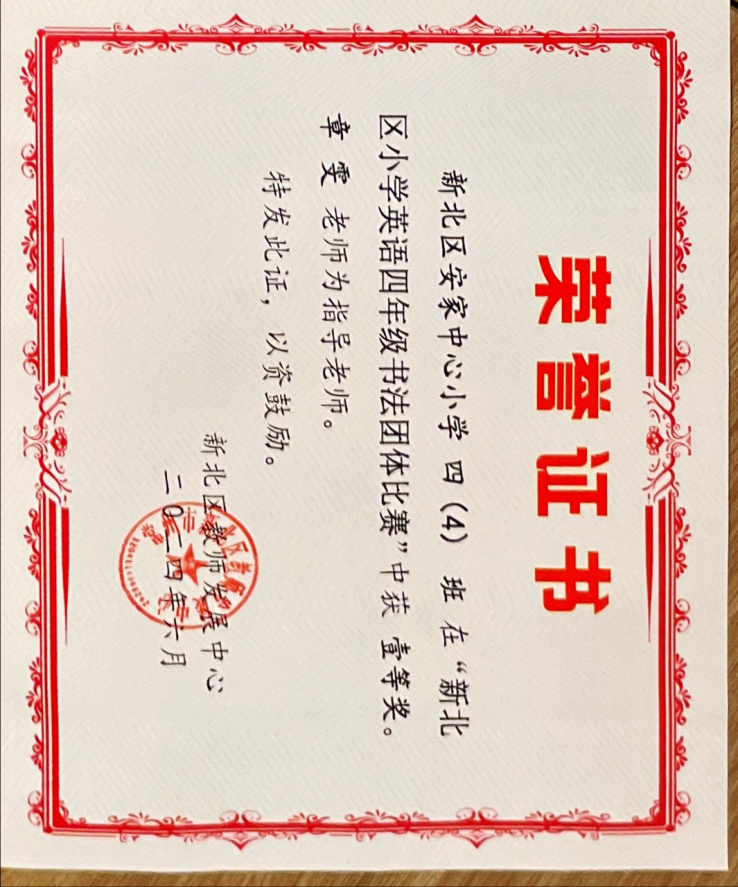 荣誉证书
新北区安家中心小学 四（4） 班 在“新北
区小学英语四年级书法团体比赛”中获 壹等奖。
章 雯 老师为指导老师。
特发此证，以资鼓励。
新北区教师发展中心
二0二四年六月